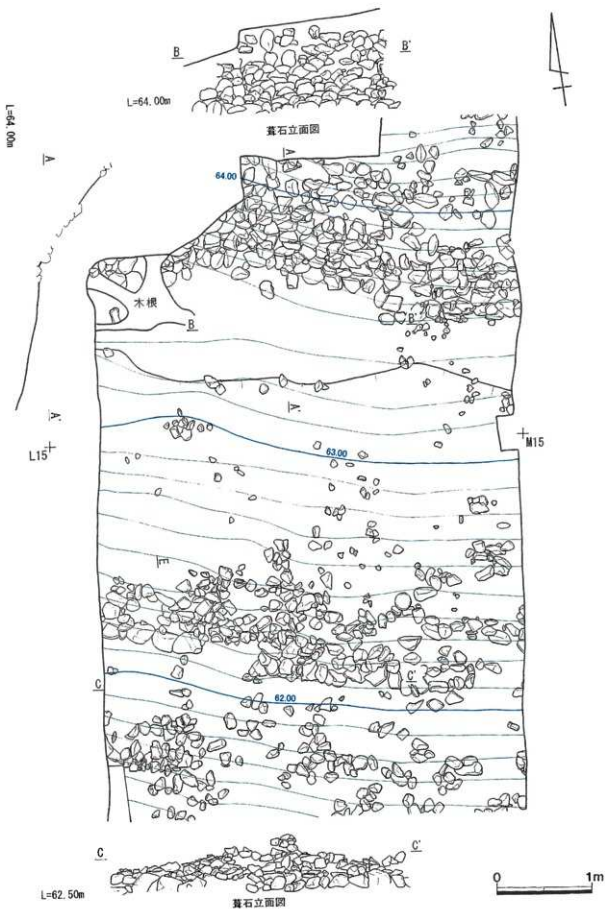 B
B'
L=64.00m
葺石立面図
L=64.00m
A
A
64.00
木根
B'
B
A'
A'
L15
M15
63.00
E
C
C'
62.00
C
C'
L=62.50m
葺石立面図
0 1m